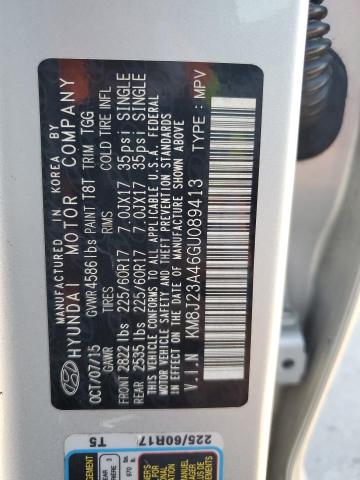 MANUFACTURED IN KOREA BY
HYUNDAI MOTOR COMPANY
OCT/07/15 GVWR 4586 lbs PAINT T8T TRIM TGG
GAWR TIRES RIMS COLD TIRE INFL
FRONT 2822 lbs 225/60R17 7.0JX17 35psi SINGLE
REAR 2535 lbs 225/60R17 7.0JX17 35psi SINGLE
THIS VEHICLE CONFORMS TO ALL APPLICABLE U.S. FEDERAL
MOTOR VEHICLE SAFETY, BUMPER, AND THEFT PREVENTION
STANDARDS IN EFFECT ON THE DATE OF MANUFACTURE SHOWN ABOVE
V.I.N KM8J23A46GU089413 TYPE: MPV
T5 225/60R17